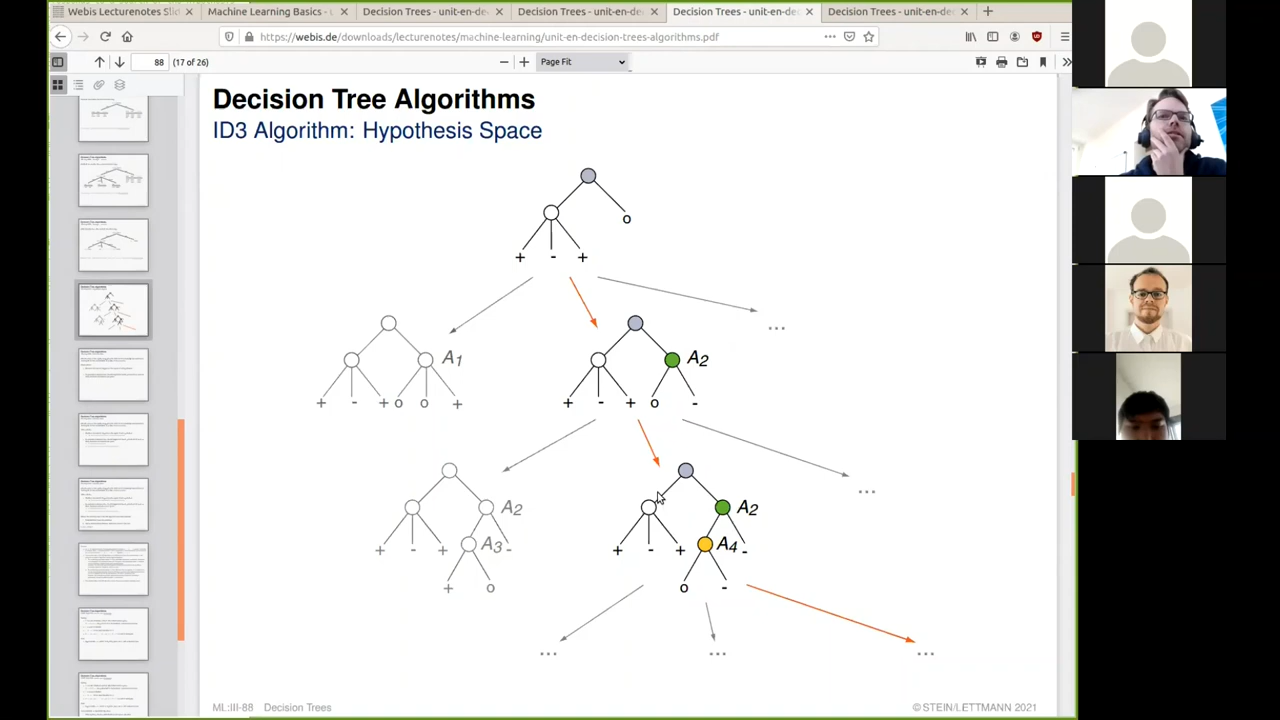 Webis Lecturenotes Slid
Machine Learning Basics - u
Decision Trees - unit-en-de
Decision Trees - unit-en-de
Decision Trees - unit-en-de
Decision Trees - unit-en-de
https://webis.de/downloads/lecturenotes/machine-learning/unit-en-decision-trees-algorithms.pdf
88 (17 of 26)
Page Fit
Decision Tree Algorithms
ID3 Algorithm: Hypothesis Space
o
+ - +
...
A1
A2
+ - + o o +
+ - + o -
...
A2
A2
+ - + A3 -
+ - + A4 -
+ o
o -
... ... ...
ML:III-88 Decision Trees
© STEIN/LETTMANN 2021